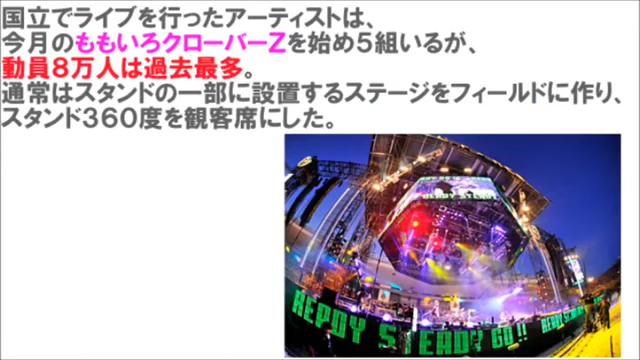 国立でライブを行ったアーティストは、
今月のももいろクローバーZを始め5組いるが、
動員8万人は過去最多。
通常はスタンドの一部に設置するステージをフィールドに作り、
スタンド360度を観客席にした。
READY STEADY
READY STEADY GO!!